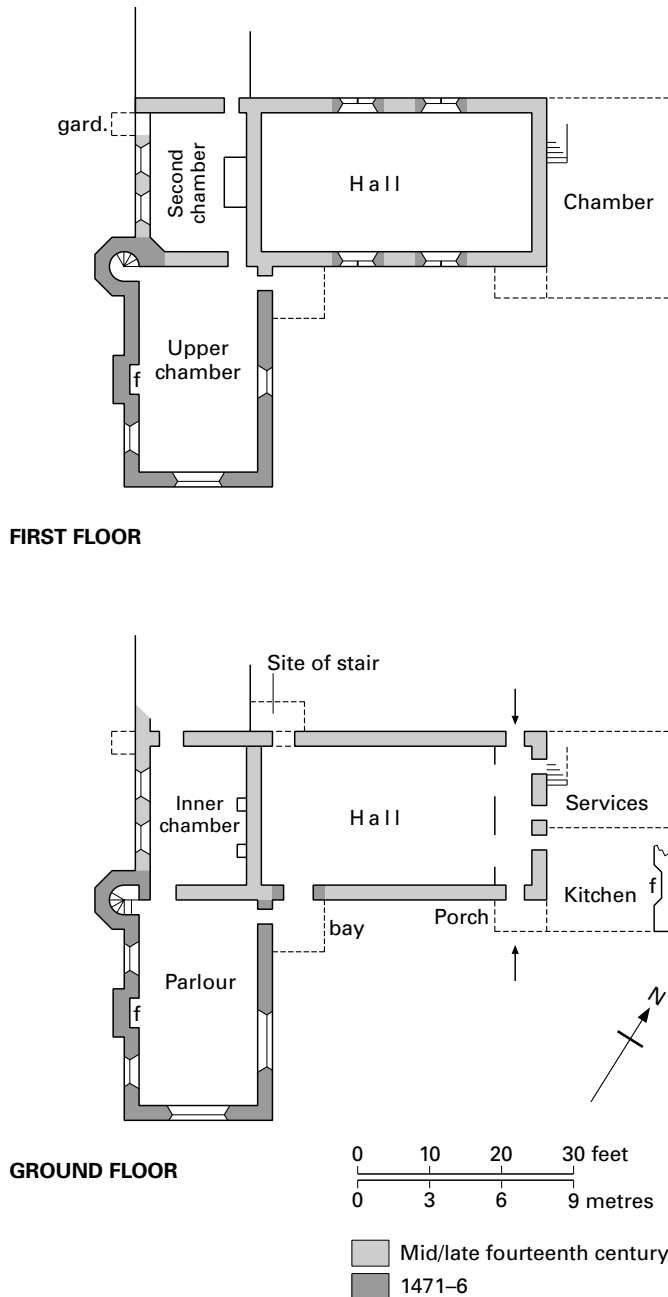 gard.
Second
chamber
Hall
Chamber
Upper
chamber
f
FIRST FLOOR
Site of stair
Inner
chamber
Hall
Services
Kitchen
f
Porch
bay
Parlour
f
N
GROUND FLOOR
0 10 20 30 feet
0 3 6 9 metres
Mid/late fourteenth century
1471–6